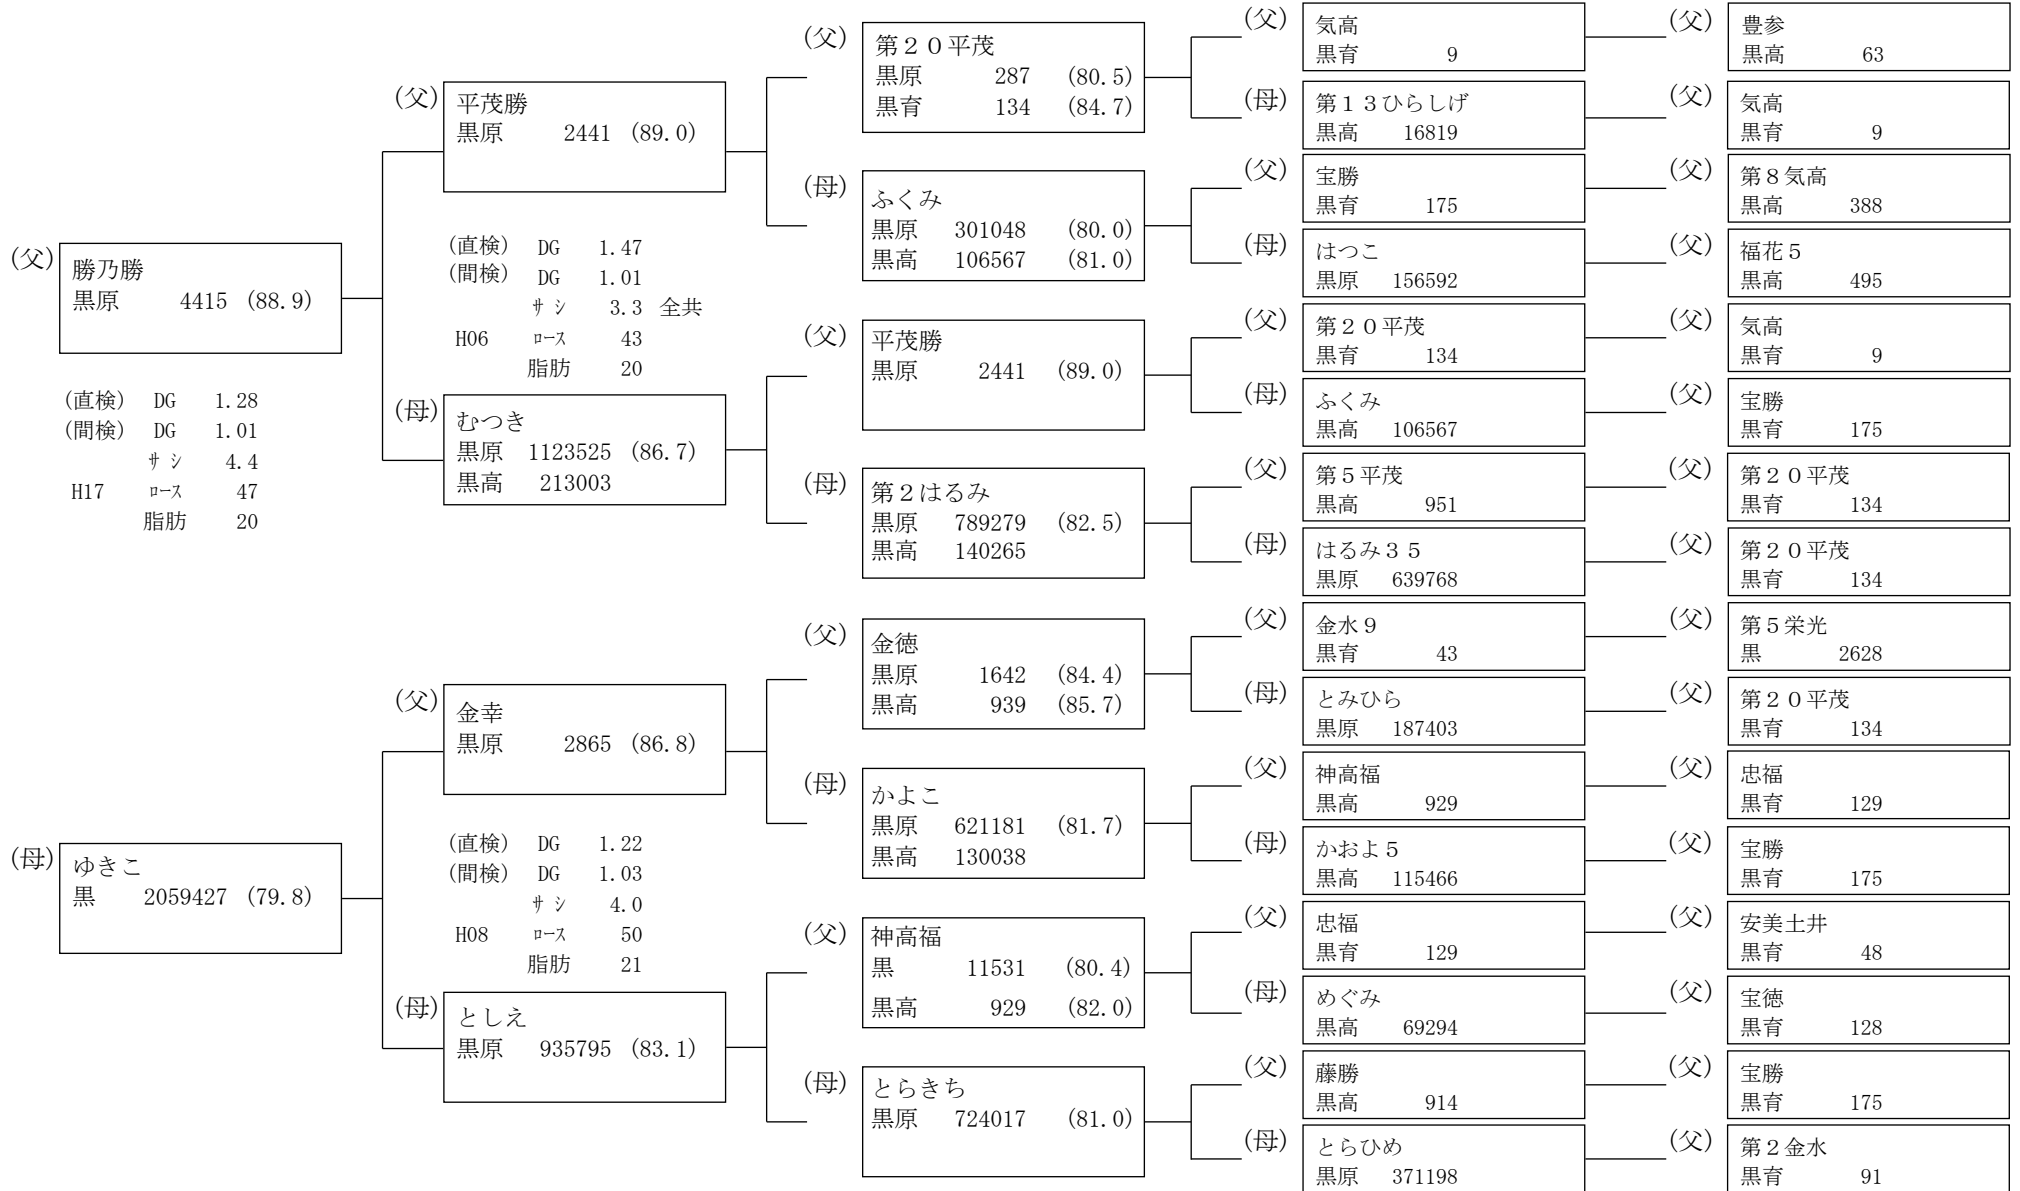 (父)
勝乃勝
黒原 4415 (88.9)
(直検) DG 1.28
(間検) DG 1.01
ｻ ｼ 4.4
H17 ﾛｰｽ 47
脂肪 20
(母)
ゆきこ
黒 2059427 (79.8)
(父)
平茂勝
黒原 2441 (89.0)
(直検) DG 1.47
(間検) DG 1.01
ｻ ｼ 3.3 全共
H06 ﾛｰｽ 43
脂肪 20
(母)
むつき
黒原 1123525 (86.7)
黒高 213003
(父)
金幸
黒原 2865 (86.8)
(直検) DG 1.22
(間検) DG 1.03
ｻ ｼ 4.0
H08 ﾛｰｽ 50
脂肪 21
(母)
としえ
黒原 935795 (83.1)
(父)
第２０平茂
黒原 287 (80.5)
黒育 134 (84.7)
(母)
ふくみ
黒原 301048 (80.0)
黒高 106567 (81.0)
(父)
平茂勝
黒原 2441 (89.0)
(母)
第２はるみ
黒原 789279 (82.5)
黒高 140265
(父)
金徳
黒原 1642 (84.4)
黒高 939 (85.7)
(母)
かよこ
黒原 621181 (81.7)
黒高 130038
(父)
神高福
黒 11531 (80.4)
黒高 929 (82.0)
(母)
とらきち
黒原 724017 (81.0)
(父)
気高
黒育 9
(母)
第１３ひらしげ
黒高 16819
(父)
宝勝
黒育 175
(母)
はつこ
黒原 156592
(父)
第２０平茂
黒育 134
(母)
ふくみ
黒高 106567
(父)
第５平茂
黒高 951
(母)
はるみ３５
黒原 639768
(父)
金水９
黒育 43
(母)
とみひら
黒原 187403
(父)
神高福
黒高 929
(母)
かおよ５
黒高 115466
(父)
忠福
黒育 129
(母)
めぐみ
黒高 69294
(父)
藤勝
黒高 914
(母)
とらひめ
黒原 371198
(父)
豊参
黒高 63
(父)
気高
黒育 9
(父)
第８気高
黒高 388
(父)
福花５
黒高 495
(父)
気高
黒育 9
(父)
宝勝
黒育 175
(父)
第２０平茂
黒育 134
(父)
第２０平茂
黒育 134
(父)
第５栄光
黒 2628
(父)
第２０平茂
黒育 134
(父)
忠福
黒育 129
(父)
宝勝
黒育 175
(父)
安美土井
黒育 48
(父)
宝徳
黒育 128
(父)
宝勝
黒育 175
(父)
第２金水
黒育 91